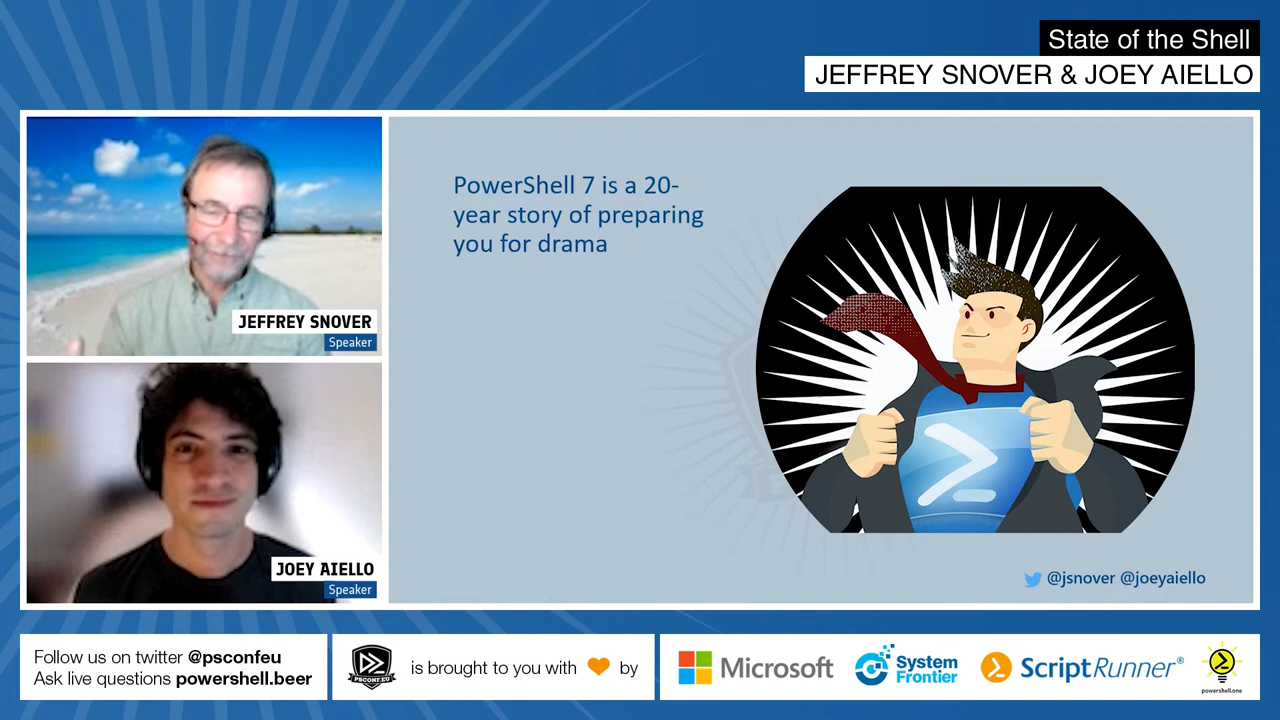 State of the Shell
JEFFREY SNOVER & JOEY AIELLO
JEFFREY SNOVER
Speaker
JOEY AIELLO
Speaker
PowerShell 7 is a 20-
year story of preparing
you for drama
@jsnover @joeyaiello
Follow us on twitter @psconfeu
Ask live questions powershell.beer
PSCONF.EU
is brought to you with
by
Microsoft
System
Frontier
ScriptRunner®
powershell.one